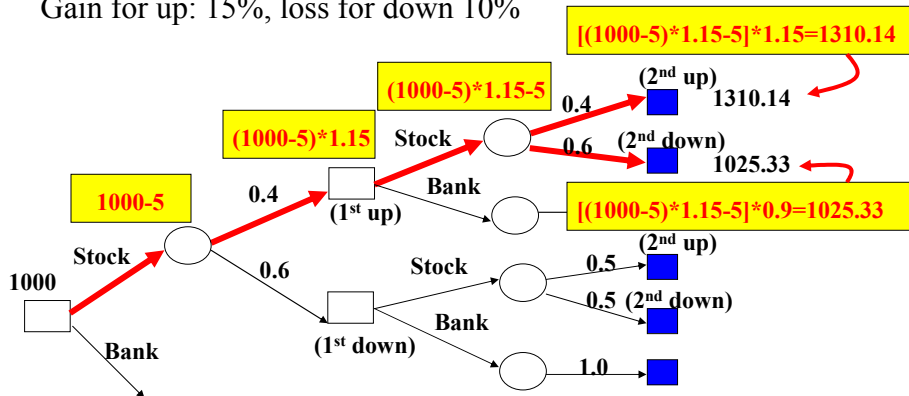 Gain for up: 15%, loss for down 10%
[(1000-5)*1.15-5]*1.15=1310.14
(1000-5)*1.15-5
(2nd up)
1310.14
0.4
(1000-5)*1.15
Stock
0.6
(2nd down)
1025.33
1000-5
0.4
Bank
(1st up)
[(1000-5)*1.15-5]*0.9=1025.33
Stock
0.6
Stock
0.5
(2nd up)
1000
0.5
(2nd down)
Bank
(1st down)
Bank
1.0